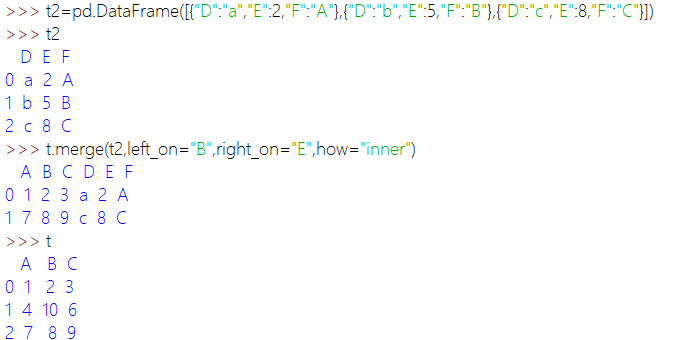 >>> t2=pd.DataFrame([{"D":"a","E":2,"F":"A"},{"D":"b","E":5,"F":"B"},{"D":"c","E":8,"F":"C"}])
>>> t2
D E F
0 a 2 A
1 b 5 B
2 c 8 C
>>> t.merge(t2,left_on="B",right_on="E",how="inner")
A B C D E F
0 1 2 3 a 2 A
1 7 8 9 c 8 C
>>> t
A B C
0 1 2 3
1 4 10 6
2 7 8 9